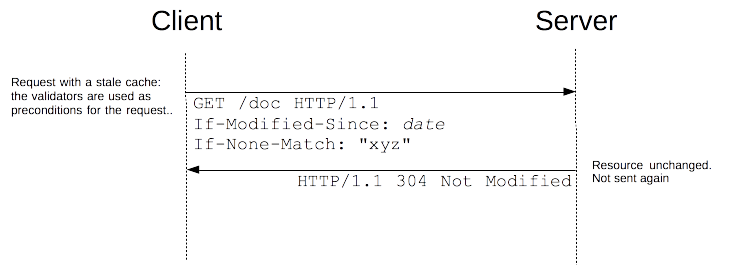 Client
Server
Request with a stale cache:
the validators are used as
preconditions for the request..
GET /doc HTTP/1.1
If-Modified-Since: date
If-None-Match: "xyz"
Resource unchanged.
Not sent again
HTTP/1.1 304 Not Modified